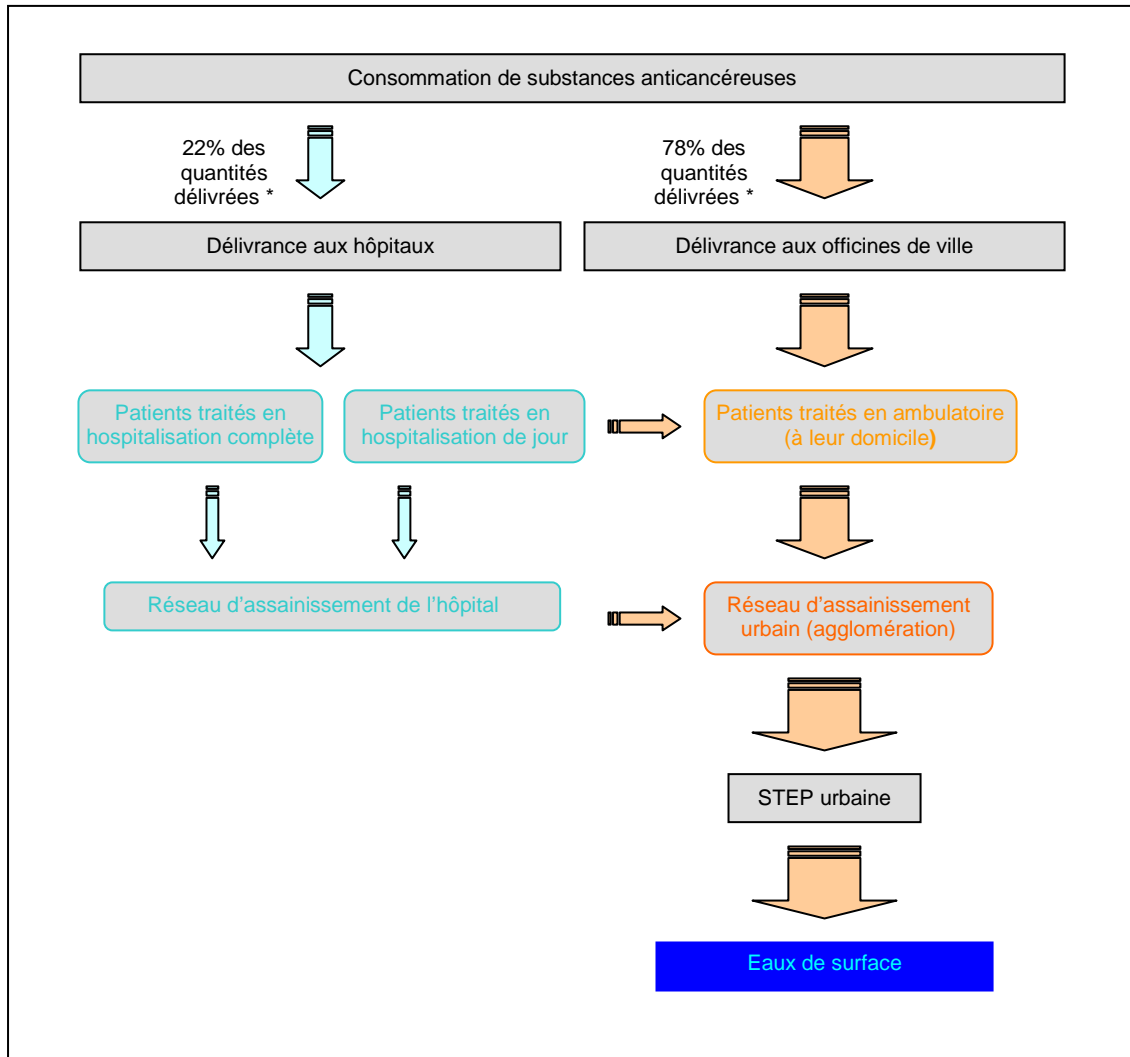 Consommation de substances anticancéreuses
22% des
quantités
délivrées *
78% des
quantités
délivrées *
Délivrance aux hôpitaux
Délivrance aux officines de ville
Patients traités en
hospitalisation complète
Patients traités en
hospitalisation de jour
Patients traités en ambulatoire
(à leur domicile)
Réseau d’assainissement de l’hôpital
Réseau d’assainissement
urbain (agglomération)
STEP urbaine
Eaux de surface